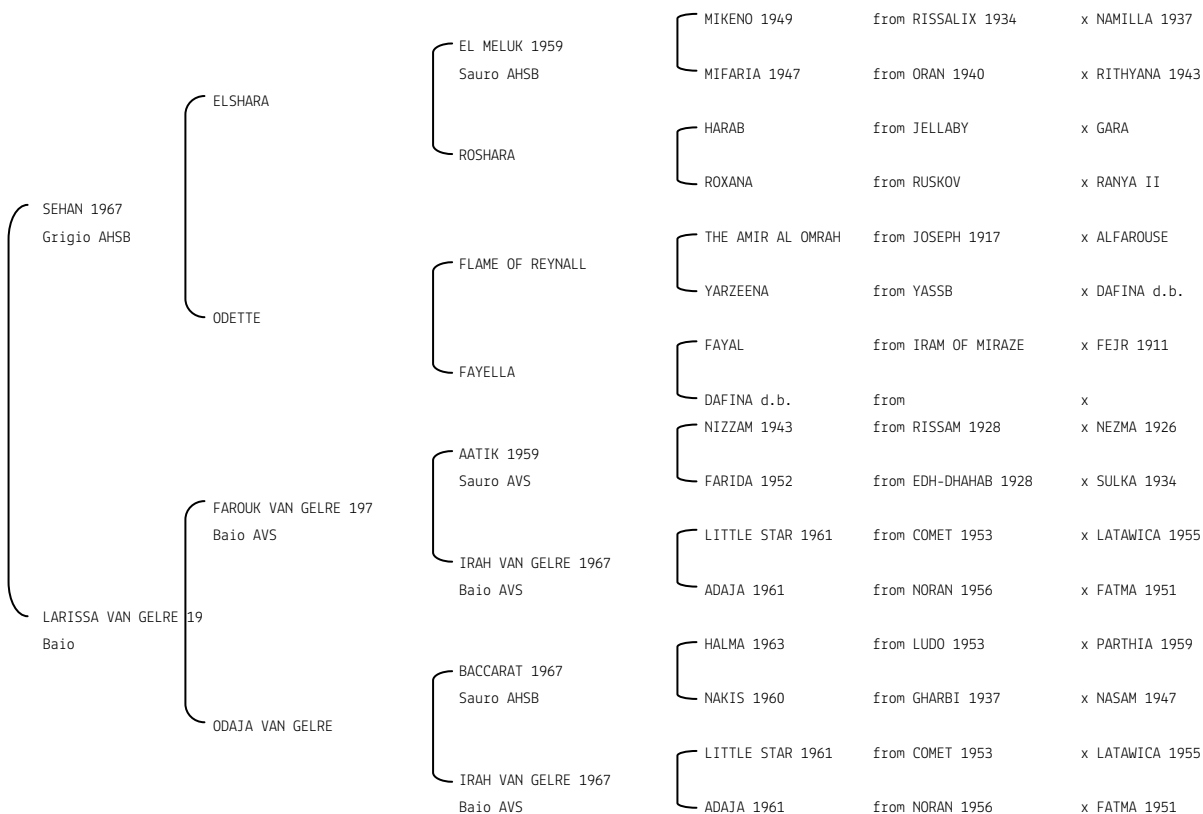 MIKENO 1949 from RISSALIX 1934 x NAMILLA 1937
EL MELUK 1959
Sauro AHSB
MIFARIA 1947 from ORAN 1940 x RITHYANA 1943
ELSHARA
HARAB from JELLABY x GARA
ROSHARA
ROXANA from RUSKOV x RANYA II
SEHAN 1967
Grigio AHSB
THE AMIR AL OMRAH from JOSEPH 1917 x ALFAROUSE
FLAME OF REYNALL
YARZEENA from YASSB x DAFINA d.b.
ODETTE
FAYAL from IRAM OF MIRAZE x FEJR 1911
FAYELLA
DAFINA d.b. from x
NIZZAM 1943 from RISSAM 1928 x NEZMA 1926
AATIK 1959
Sauro AVS
FARIDA 1952 from EDH-DHAHAB 1928 x SULKA 1934
FAROUK VAN GELRE 197
Baio AVS
LITTLE STAR 1961 from COMET 1953 x LATAWICA 1955
IRAH VAN GELRE 1967
Baio AVS
ADAJA 1961 from NORAN 1956 x FATMA 1951
LARISSA VAN GELRE 19
Baio
HALMA 1963 from LUDO 1953 x PARTHIA 1959
BACCARAT 1967
Sauro AHSB
NAKIS 1960 from GHARBI 1937 x NASAM 1947
ODAJA VAN GELRE
LITTLE STAR 1961 from COMET 1953 x LATAWICA 1955
IRAH VAN GELRE 1967
Baio AVS
ADAJA 1961 from NORAN 1956 x FATMA 1951